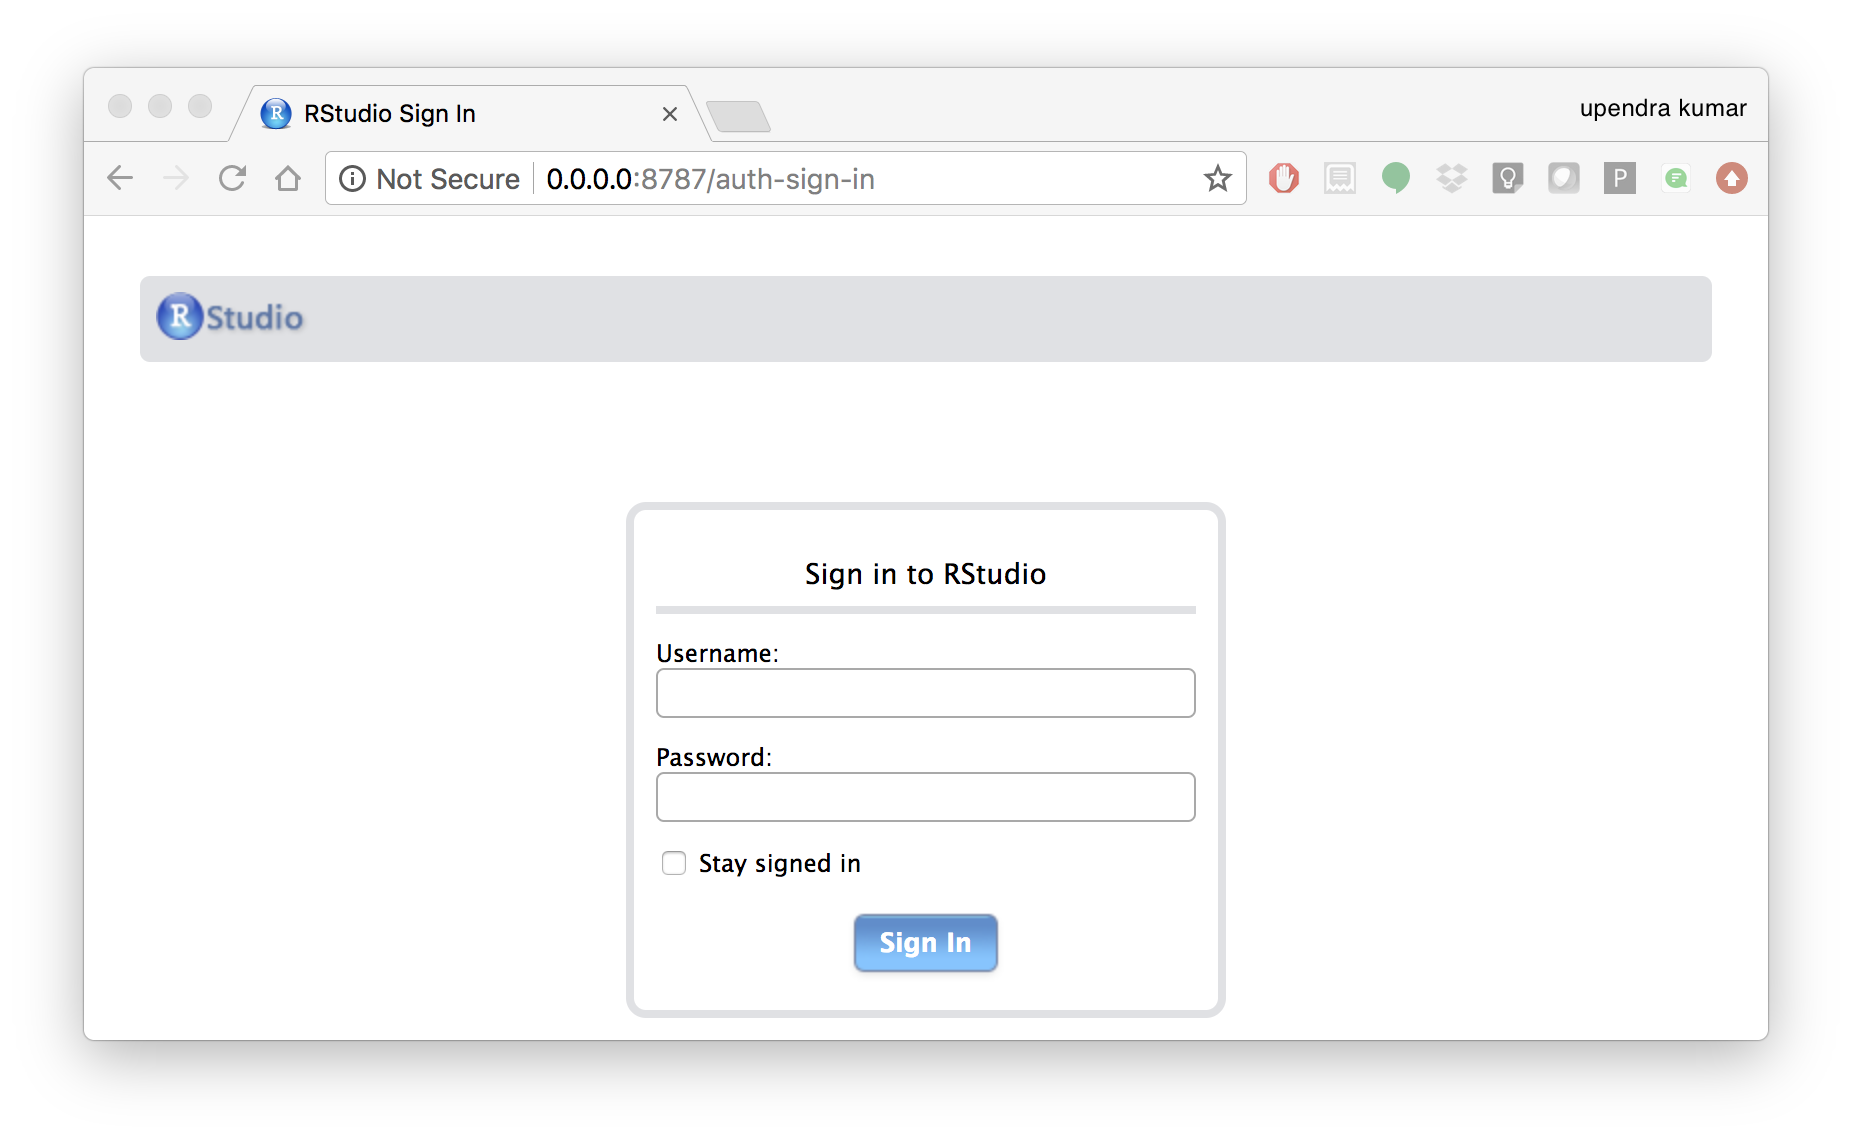 RStudio Sign In
upendra kumar
Not Secure 0.0.0.0:8787/auth-sign-in
P
R Studio
Sign in to RStudio
Username:
Password:
Stay signed in
Sign In